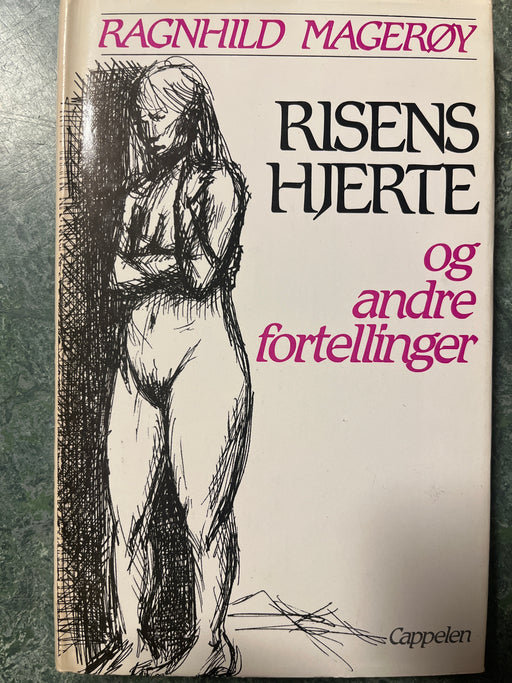 RAGNHILD MAGERØY
RISENS
HJERTE
og
andre
fortellinger
Cappelen